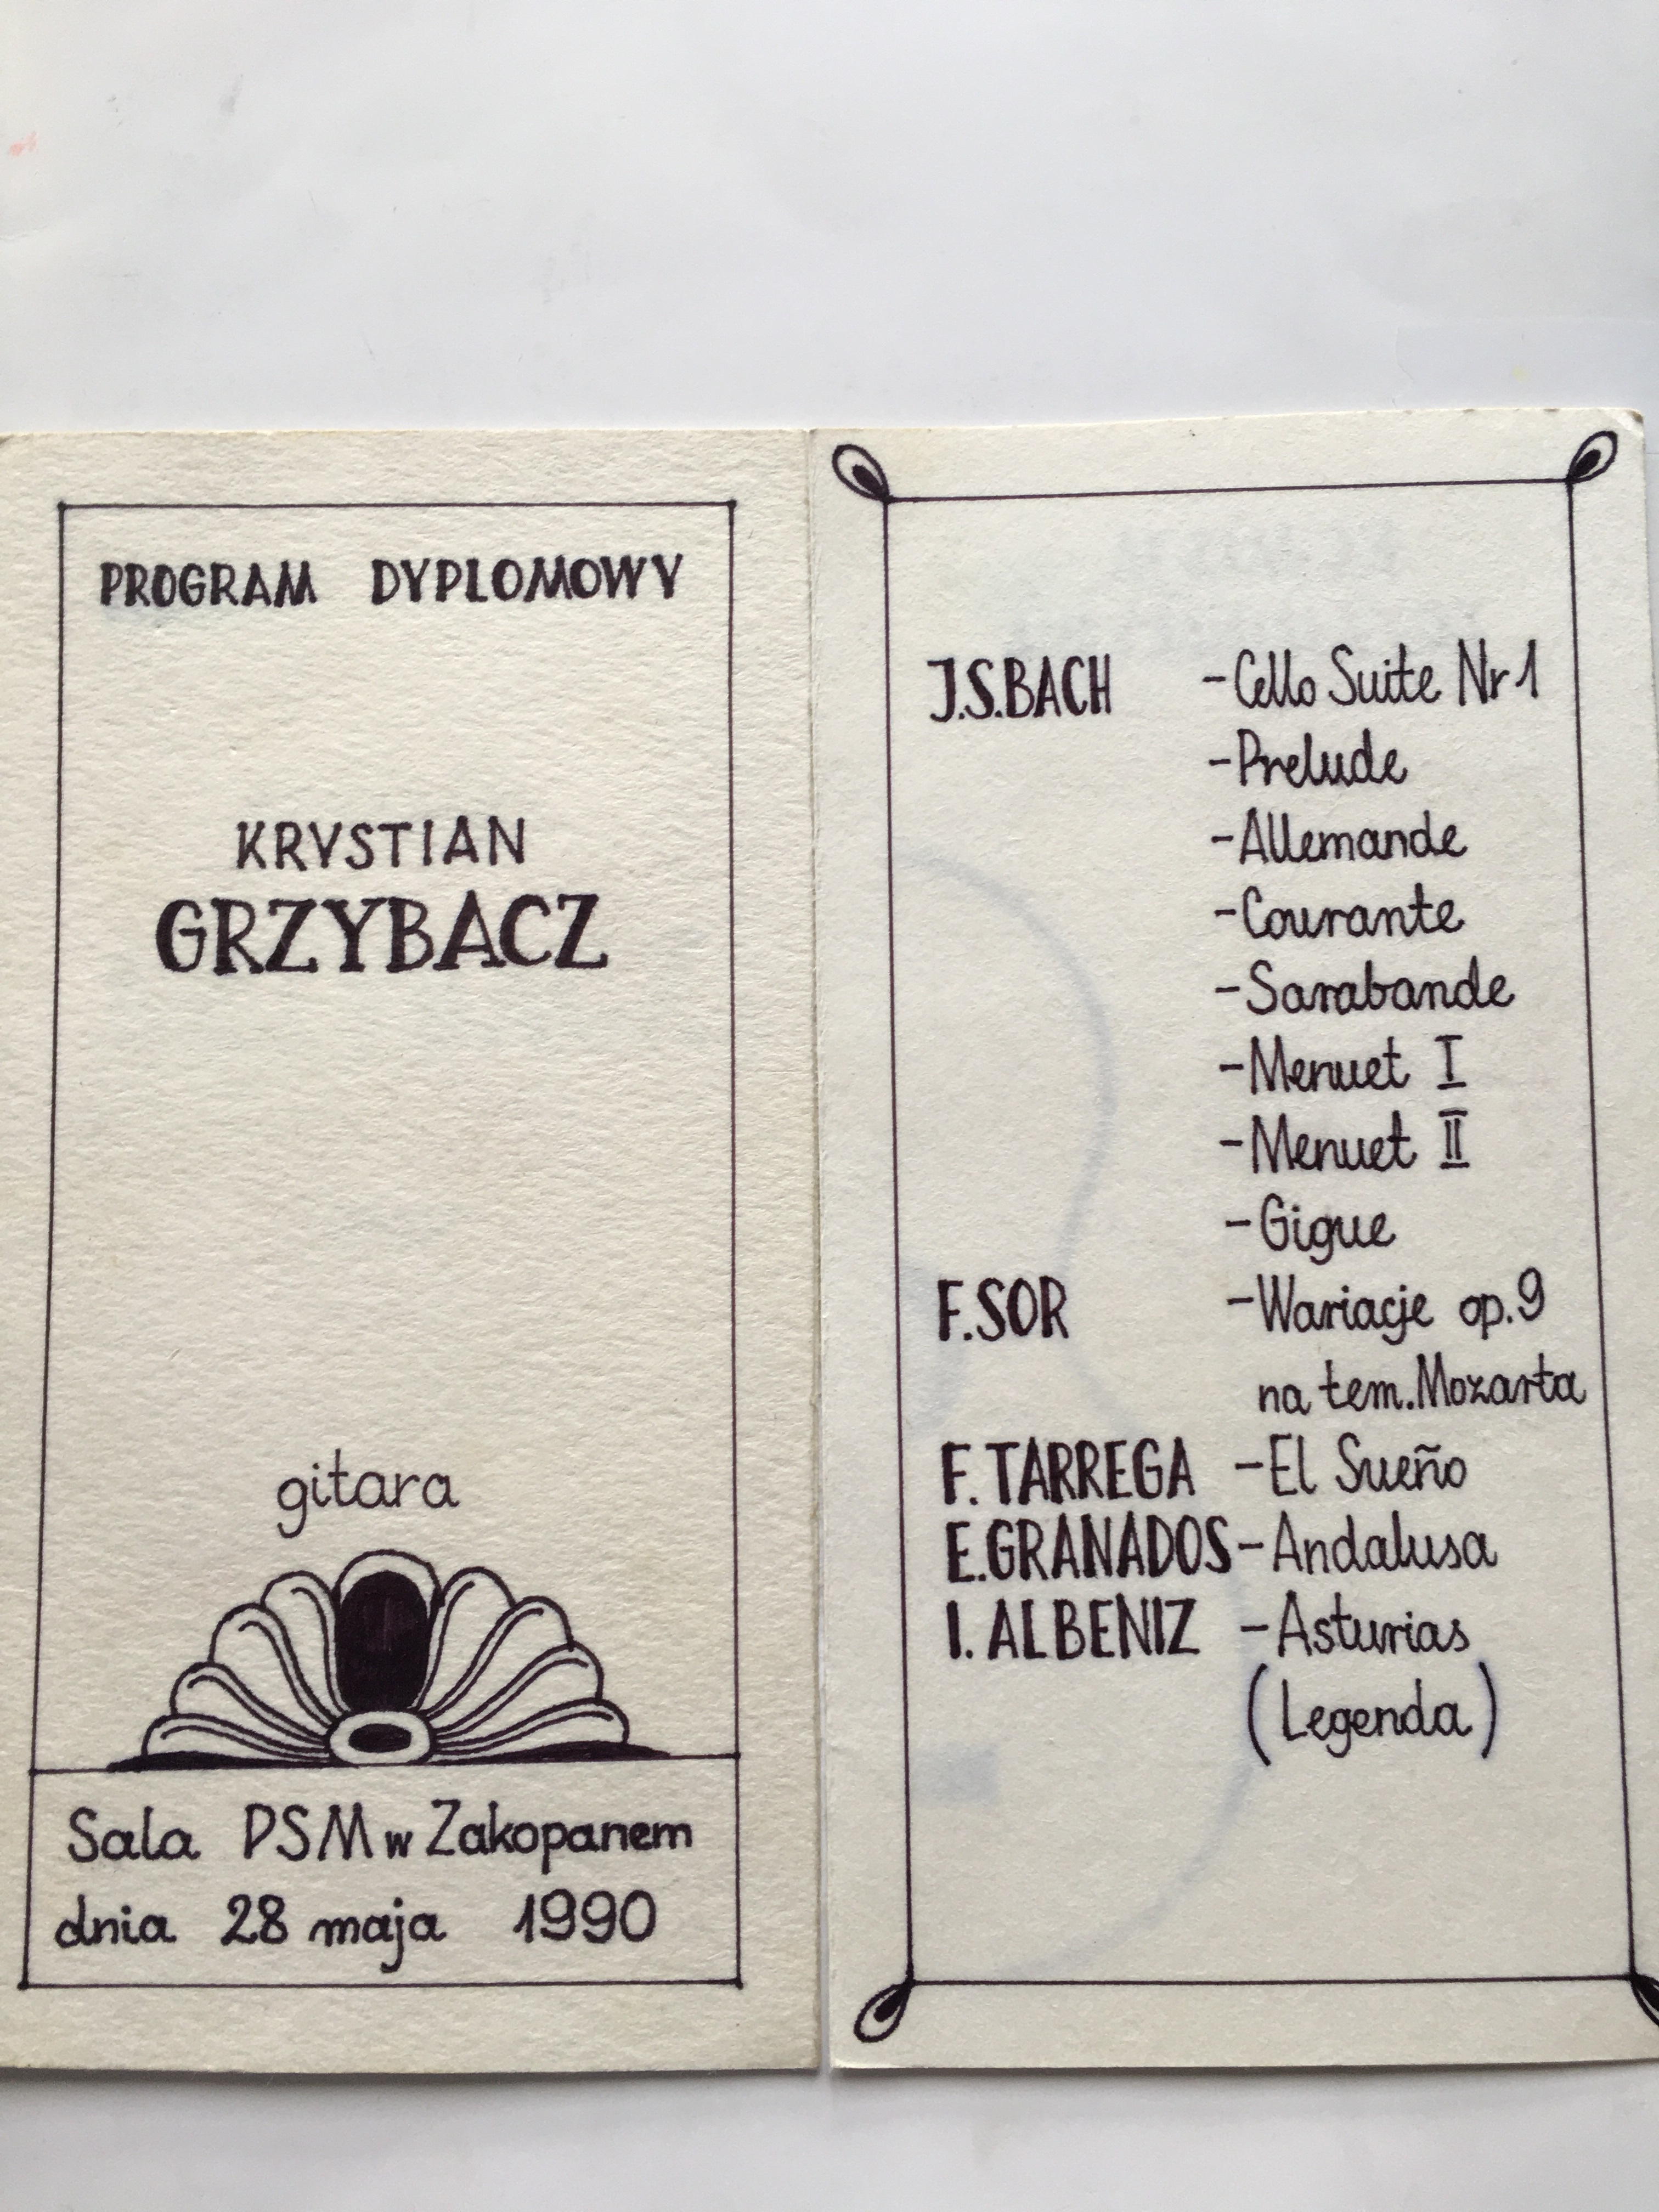 PROGRAM DYPLOMOWY
KRYSTIAN
GRZYBACZ
gitara
Sala PSM w Zakopanem
dnia 28 maja 1990
J.S.BACH -Cello Suite Nr 1
-Prelude
-Allemande
-Courante
-Sarabande
-Menuet I
-Menuet II
-Gigue
F.SOR -Wariacje op.9
na tem.Mozarta
F. TARREGA -El Sueño
E.GRANADOS -Andalusa
I. ALBENIZ -Asturias
(Legenda)